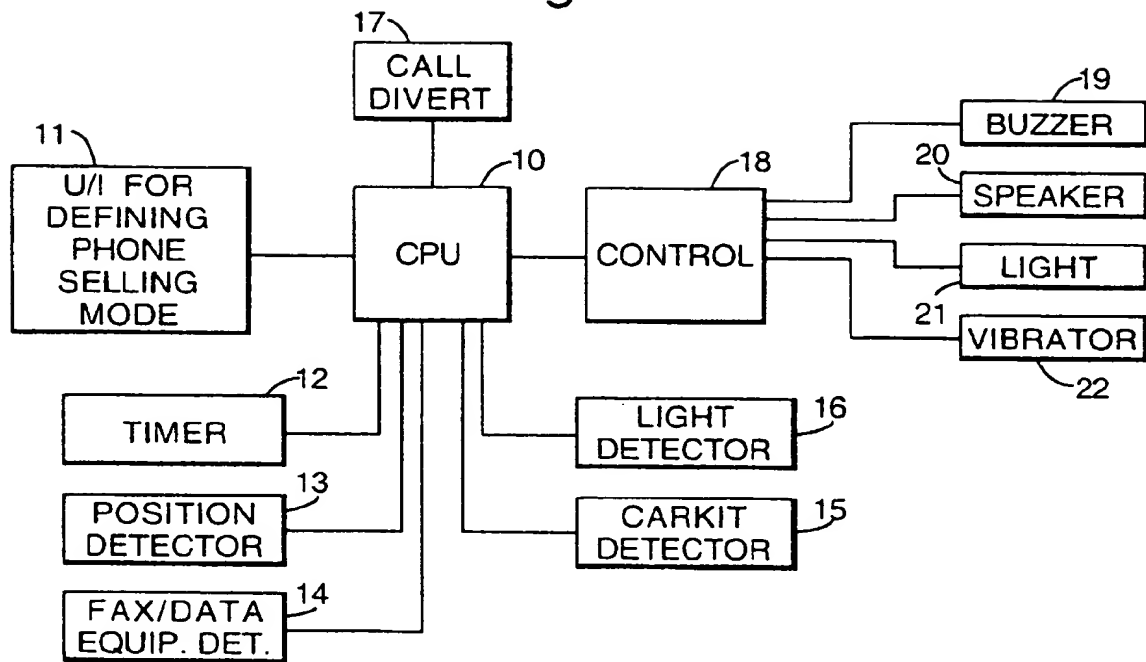 17
CALL
DIVERT
11
U/I FOR
DEFINING
PHONE
SELLING
MODE
10
CPU
18
CONTROL
19
BUZZER
20
SPEAKER
LIGHT
21
VIBRATOR
22
12
TIMER
13
POSITION
DETECTOR
14
FAX/DATA
EQUIP. DET.
16
LIGHT
DETECTOR
15
CARKIT
DETECTOR